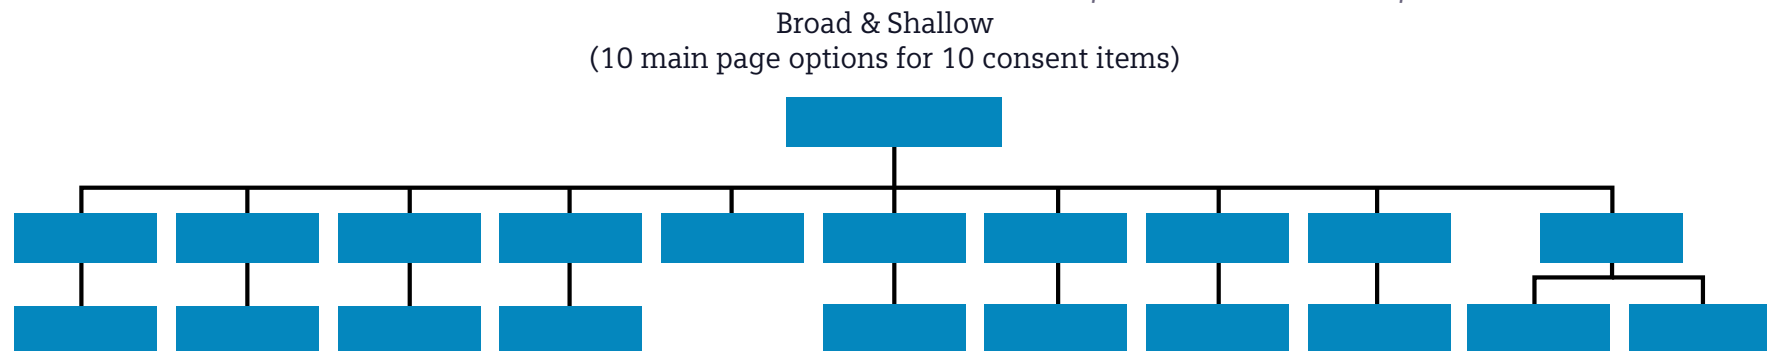 Broad & Shallow
(10 main page options for 10 consent items)